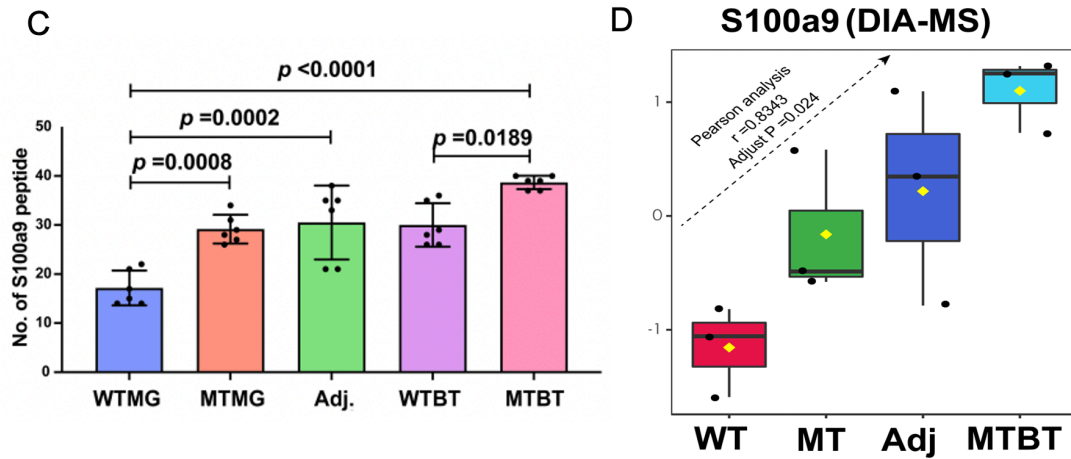 C
p <0.0001
p =0.0002
p =0.0008
p =0.0189
No. of S100a9 peptide
50
40
30
20
10
0
WTMG MTMG Adj. WTBT MTBT
D
S100a9 (DIA-MS)
Pearson analysis
r =0.8343
Adjust P =0.024
1
0
-1
WT MT Adj MTBT